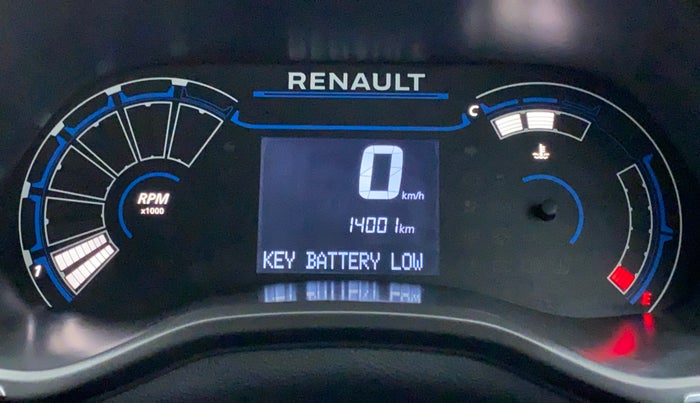 RENAULT
C
0 km/h
RPM
x1000
14001 km
1
KEY BATTERY LOW
E